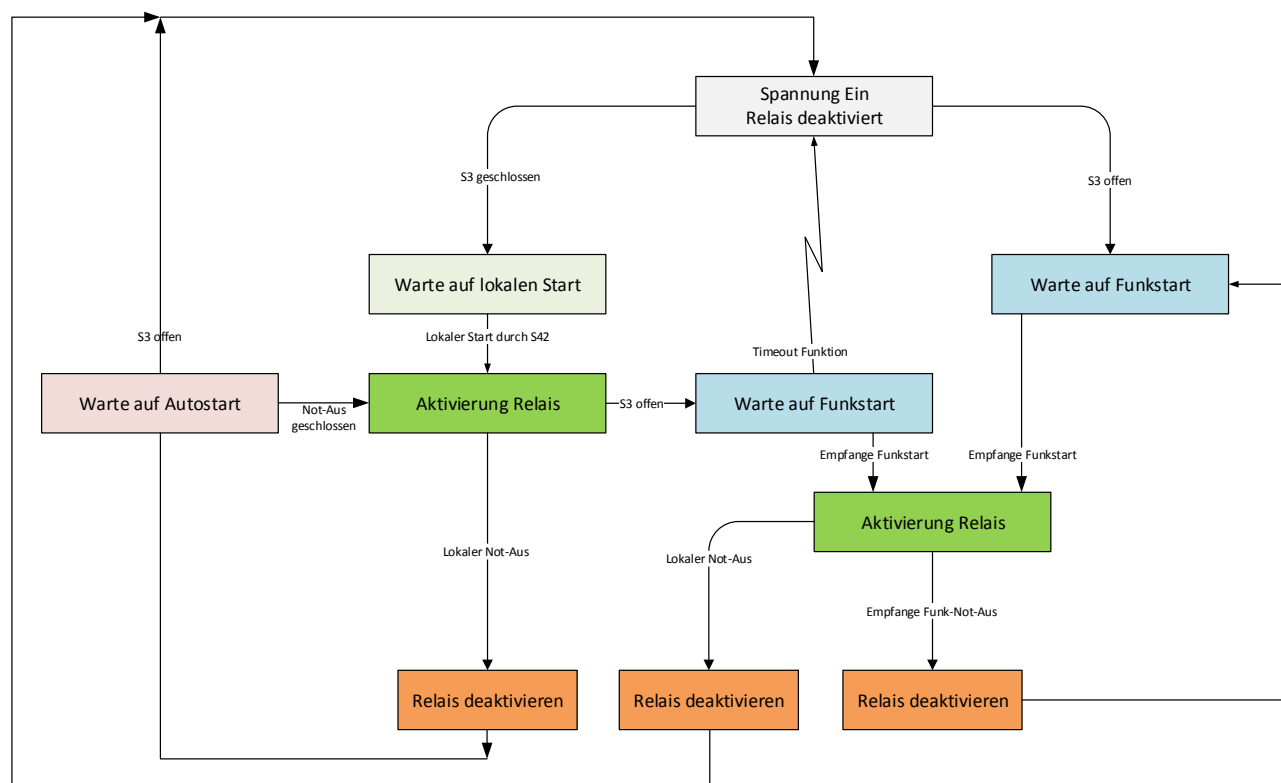 Spannung Ein
Relais deaktiviert
S3 geschlossen
S3 offen
Warte auf lokalen Start
Warte auf Funkstart
S3 offen
Lokaler Start durch S42
Timeout Funktion
Warte auf Autostart
Not-Aus
geschlossen
Aktivierung Relais
S3 offen
Warte auf Funkstart
Empfange Funkstart
Empfange Funkstart
Aktivierung Relais
Lokaler Not-Aus
Lokaler Not-Aus
Empfange Funk-Not-Aus
Relais deaktivieren
Relais deaktivieren
Relais deaktivieren